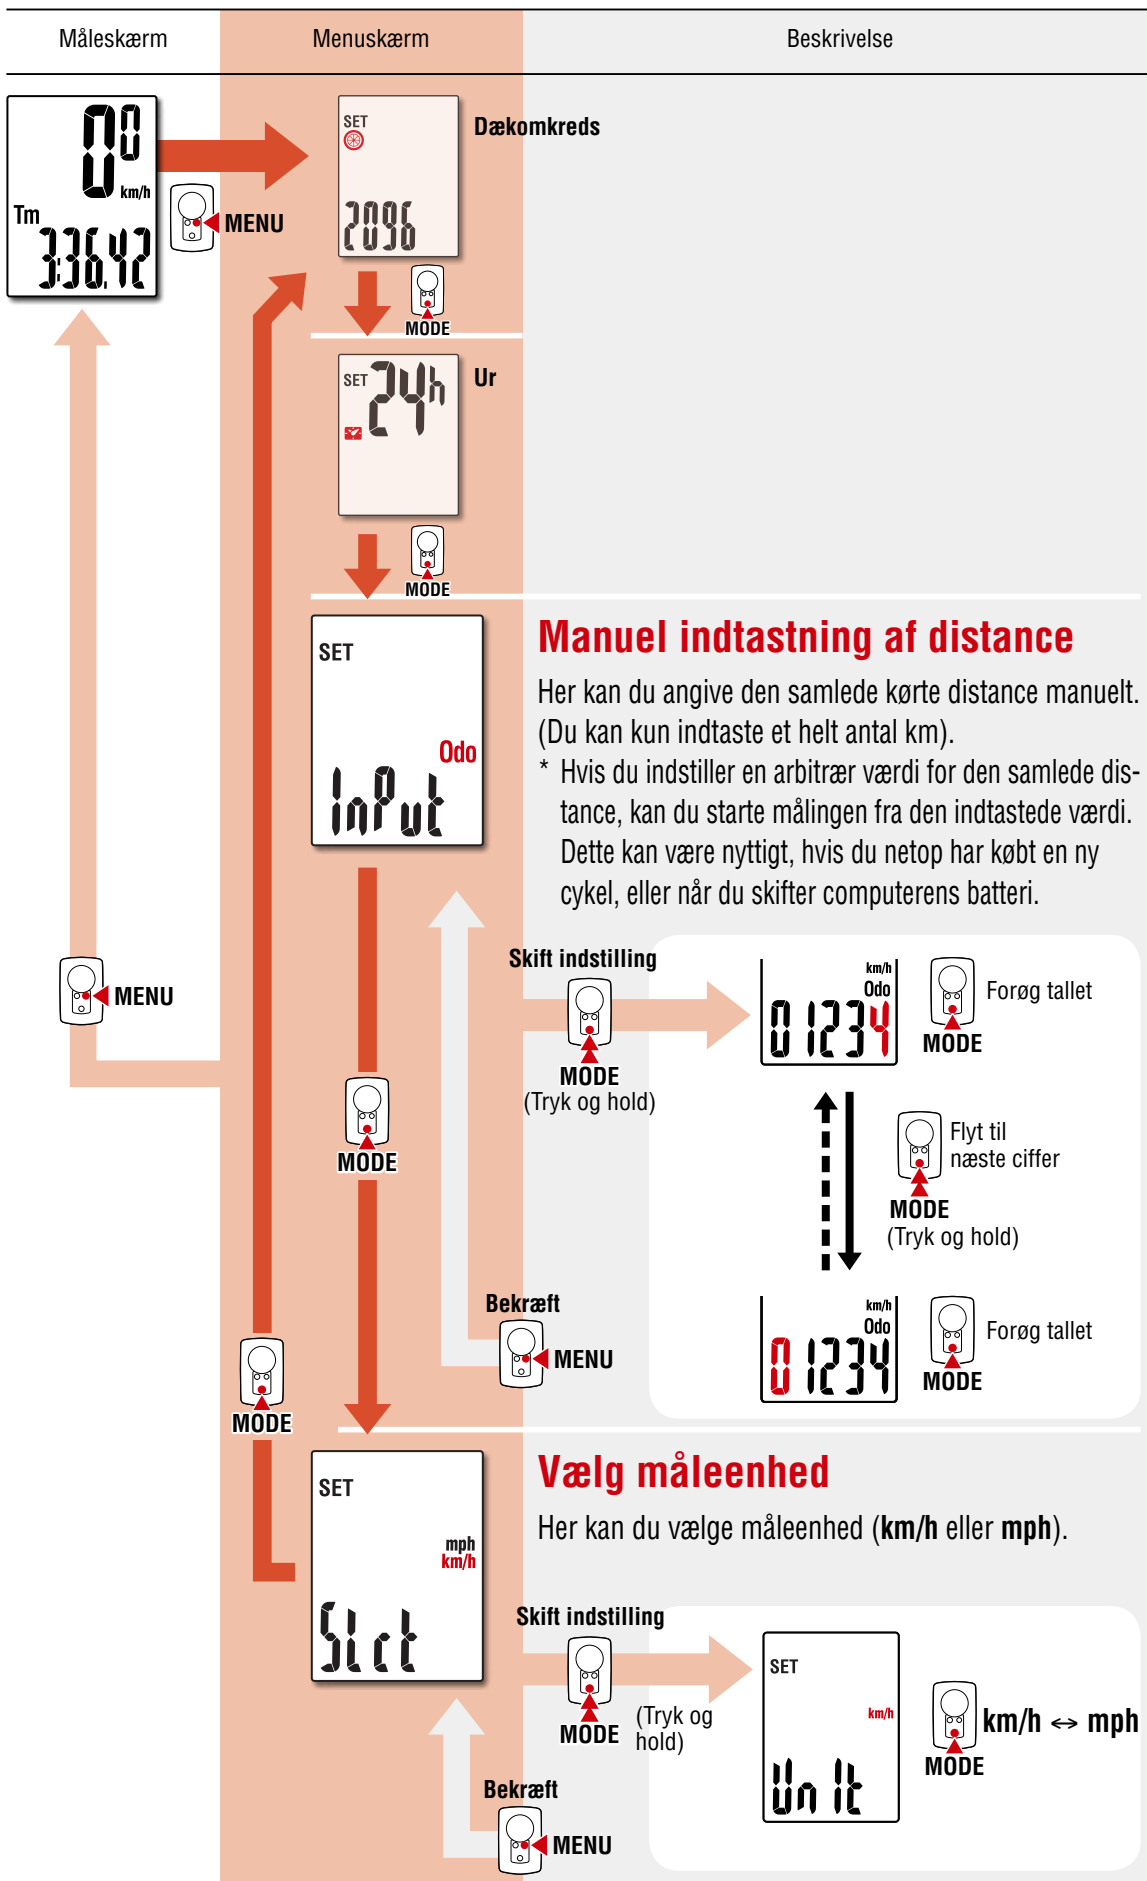 Måleskærm Menuskærm Beskrivelse
0 0
km/h
Tm
3:36.42
MENU
SET
2096
Dækomkreds
MODE
SET 24h
Ur
MODE
SET
Odo
InPut
Manuel indtastning af distance
Her kan du angive den samlede kørte distance manuelt.
(Du kan kun indtaste et helt antal km).
* Hvis du indstiller en arbitrær værdi for den samlede dis-
tance, kan du starte målingen fra den indtastede værdi.
Dette kan være nyttigt, hvis du netop har købt en ny
cykel, eller når du skifter computerens batteri.
MENU
Skift indstilling
MODE
(Tryk og hold)
km/h
Odo
01234
Forøg tallet
MODE
MODE
Flyt til
næste ciffer
MODE
(Tryk og hold)
Bekræft
MENU
km/h
Odo
01234
Forøg tallet
MODE
MODE
SET
mph
km/h
Slct
Vælg måleenhed
Her kan du vælge måleenhed (km/h eller mph).
Skift indstilling
MODE
(Tryk og
hold)
SET
km/h
Unit
km/h ↔ mph
MODE
Bekræft
MENU